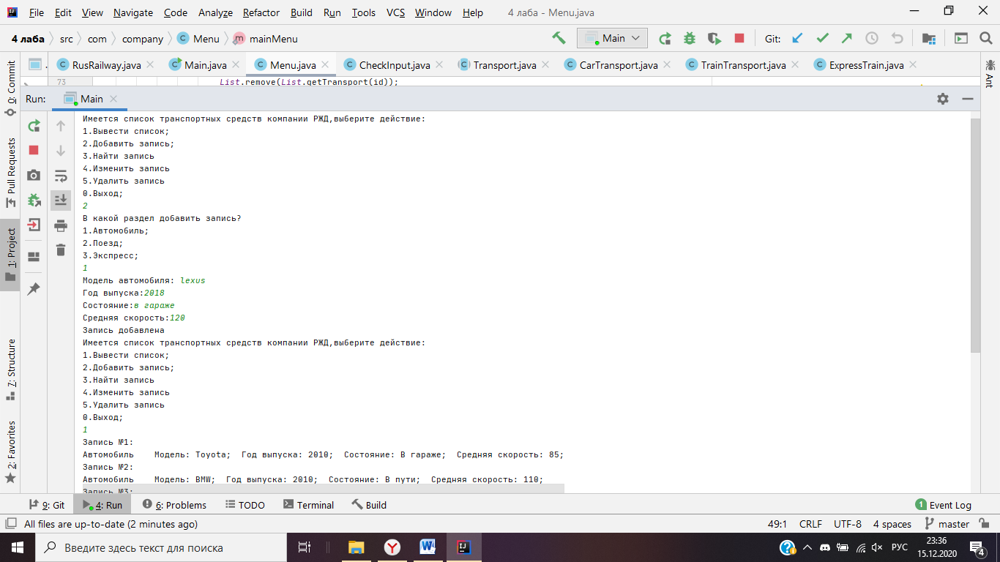 File Edit View Navigate Code Analyze Refactor Build Run Tools VCS Window Help 4 лаба - Menu.java
4 лаба src com company Menu mainMenu Main Git:
RusRailway.java Main.java Menu.java CheckInput.java Transport.java CarTransport.java TrainTransport.java ExpressTrain.java
73 List.remove(List.getTransport(id));
Run: Main
0: Commit
Pull Requests
1: Project
7: Structure
2: Favorites
Ant
Имеется список транспортных средств компании РЖД,выберите действие:
1.Вывести список;
2.Добавить запись;
3.Найти запись
4.Изменить запись
5.Удалить запись
0.Выход;
2
В какой раздел добавить запись?
1.Автомобиль;
2.Поезд;
3.Экспресс;
1
Модель автомобиля: lexus
Год выпуска:2018
Состояние:в гараже
Средняя скорость:120
Запись добавлена
Имеется список транспортных средств компании РЖД,выберите действие:
1.Вывести список;
2.Добавить запись;
3.Найти запись
4.Изменить запись
5.Удалить запись
0.Выход;
1
Запись №1:
Автомобиль Модель: Toyota; Год выпуска: 2010; Состояние: В гараже; Средняя скорость: 85;
Запись №2:
Автомобиль Модель: BMW; Год выпуска: 2010; Состояние: В пути; Средняя скорость: 110;
Запись №3:
9: Git 4: Run 6: Problems TODO Terminal Build 1 Event Log
All files are up-to-date (2 minutes ago) 49:1 CRLF UTF-8 4 spaces master
Введите здесь текст для поиска РУС 23:36
15.12.2020 4